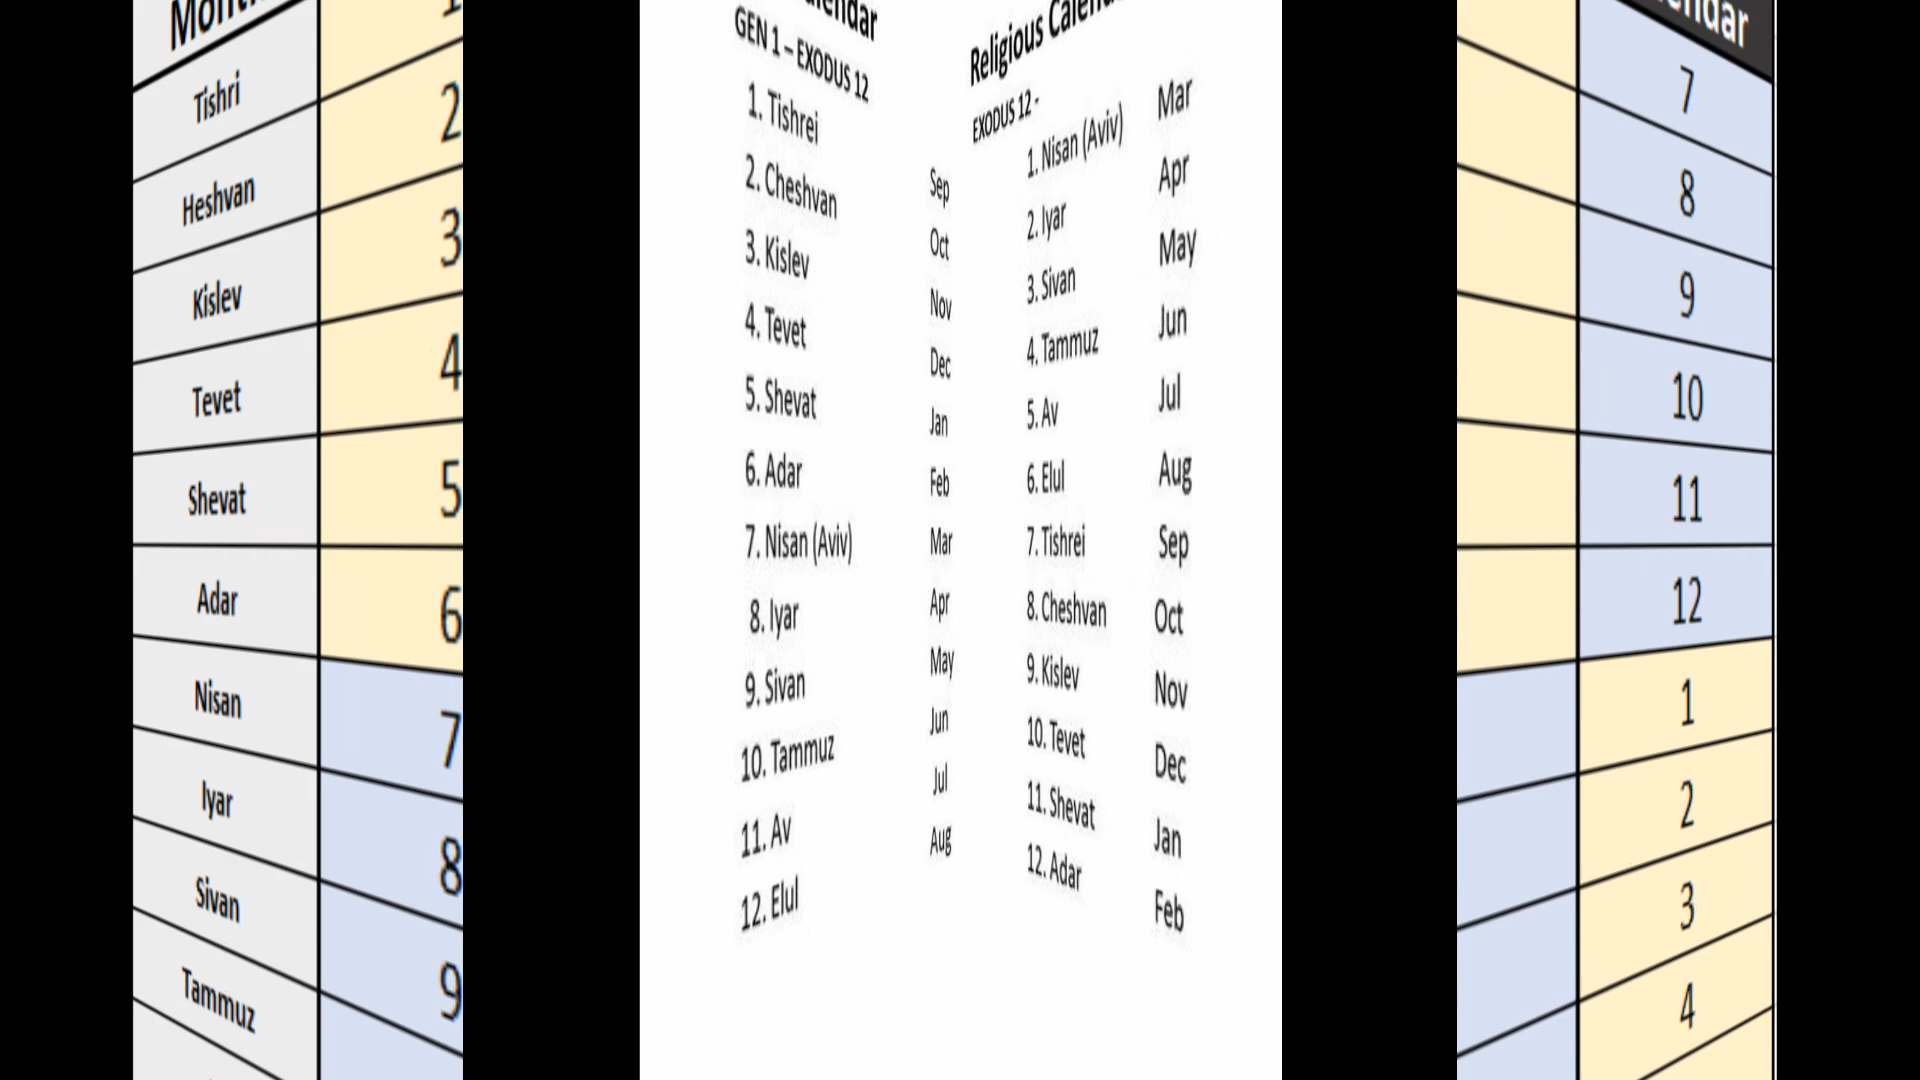 Tishri
Heshvan
Kislev
Tevet
Shevat
Adar
Nisan
Iyar
Sivan
Tammuz
1
2
3
4
5
6
7
8
9
GEN 1 – EXODUS 12
1. Tishrei
2. Cheshvan
3. Kislev
4. Tevet
5. Shevat
6. Adar
7. Nisan (Aviv)
8. Iyar
9. Sivan
10. Tammuz
11. Av
12. Elul
Sep
Oct
Nov
Dec
Jan
Feb
Mar
Apr
May
Jun
Jul
Aug
Religious
EXODUS 12 -
1. Nisan (Aviv)
2. Iyar
3. Sivan
4. Tammuz
5. Av
6. Elul
7. Tishrei
8. Cheshvan
9. Kislev
10. Tevet
11. Shevat
12. Adar
Mar
Apr
May
Jun
Jul
Aug
Sep
Oct
Nov
Dec
Jan
Feb
7
8
9
10
11
12
1
2
3
4